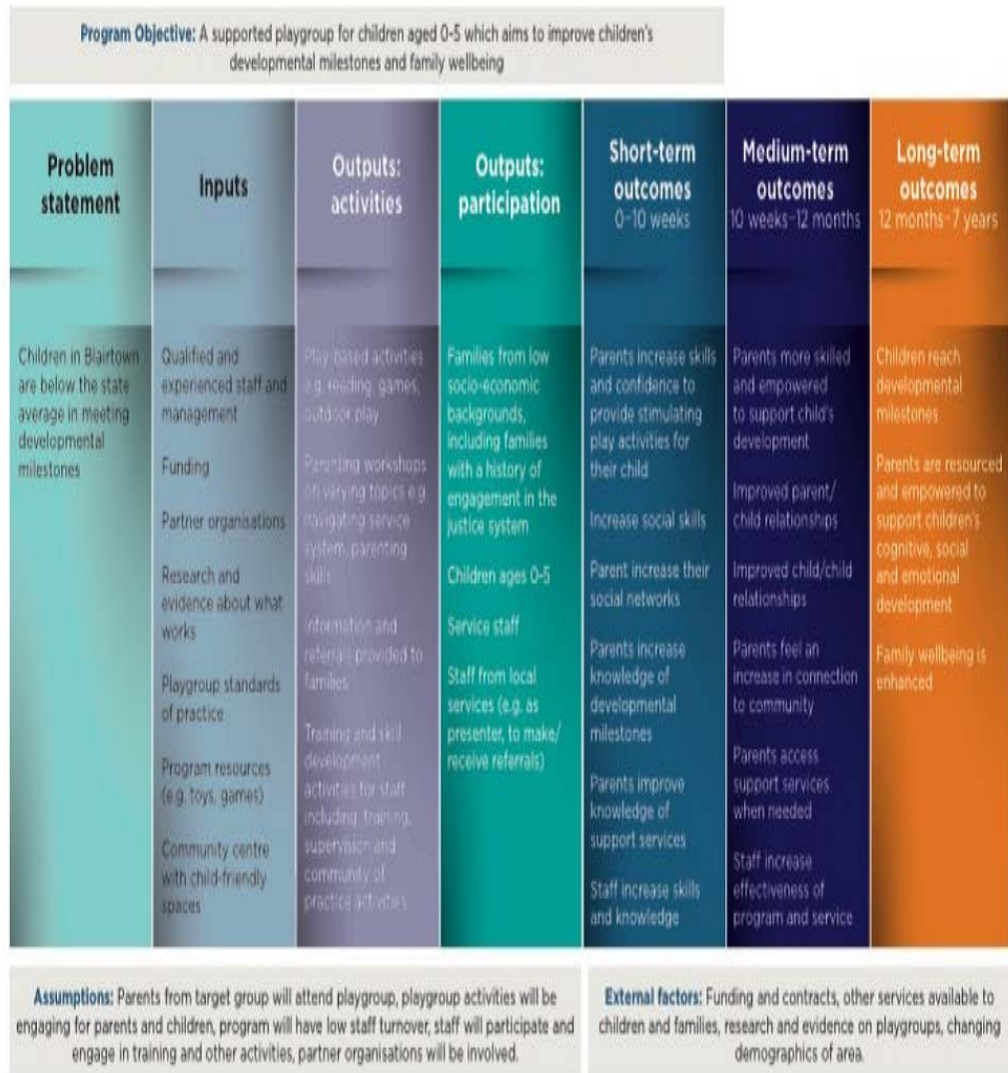 Program Objective: A supported playgroup for children aged 0-5 which aims to improve children's
developmental milestones and family wellbeing
Problem
statement
Children in Blairtown
are below the state
average in meeting
developmental
milestones
Inputs
Qualified and
experienced staff and
management
Funding
Partner organisations
Research and
evidence about what
works
Playgroup standards
of practice
Program resources
(e.g. toys, games)
Community centre
with child-friendly
spaces
Outputs:
activities
Play-based activities
e.g. reading, games,
outdoor play
Parenting workshops
on varying topics e.g.
navigating service
system, parenting
skills
Information and
referrals provided to
families
Training and skill
development
activities for staff
including, training,
supervision and
community of
practice activities
Outputs:
participation
Families from low
socio-economic
backgrounds,
including families
with a history of
engagement in the
justice system
Children ages 0-5
Service staff
Staff from local
services (e.g. as
presenter, to make/
receive referrals)
Short-term
outcomes
0–10 weeks
Parents increase skills
and confidence to
provide stimulating
play activities for
their child
Increase social skills
Parent increase their
social networks
Parents increase
knowledge of
developmental
milestones
Parents improve
knowledge of
support services
Staff increase skills
and knowledge
Medium-term
outcomes
10 weeks–12 months
Parents more skilled
and empowered
to support child's
development
Improved parent/
child relationships
Improved child/child
relationships
Parents feel an
increase in connection
to community
Parents access
support services
when needed
Staff increase
effectiveness of
program and service
Long-term
outcomes
12 months–7 years
Children reach
developmental
milestones
Parents are resourced
and empowered to
support children's
cognitive, social
and emotional
development
Family wellbeing is
enhanced
Assumptions: Parents from target group will attend playgroup, playgroup activities will be
engaging for parents and children, program will have low staff turnover, staff will participate and
engage in training and other activities, partner organisations will be involved.
External factors: Funding and contracts, other services available to
children and families, research and evidence on playgroups, changing
demographics of area.